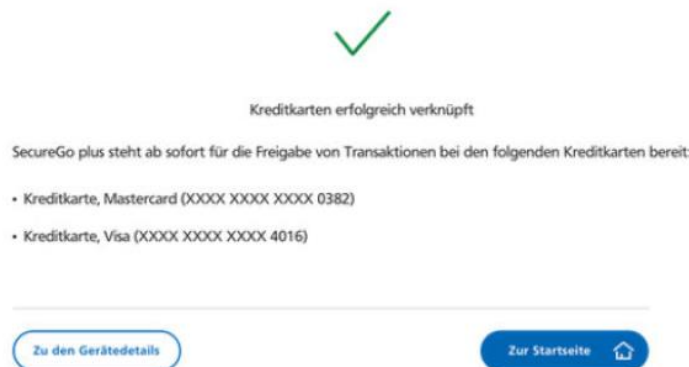 Kreditkarten erfolgreich verknüpft
SecureGo plus steht ab sofort für die Freigabe von Transaktionen bei den folgenden Kreditkarten bereit:
• Kreditkarte, Mastercard (XXXX XXXX XXXX 0382)
• Kreditkarte, Visa (XXXX XXXX XXXX 4016)
Zu den Gerätedetails
Zur Startseite